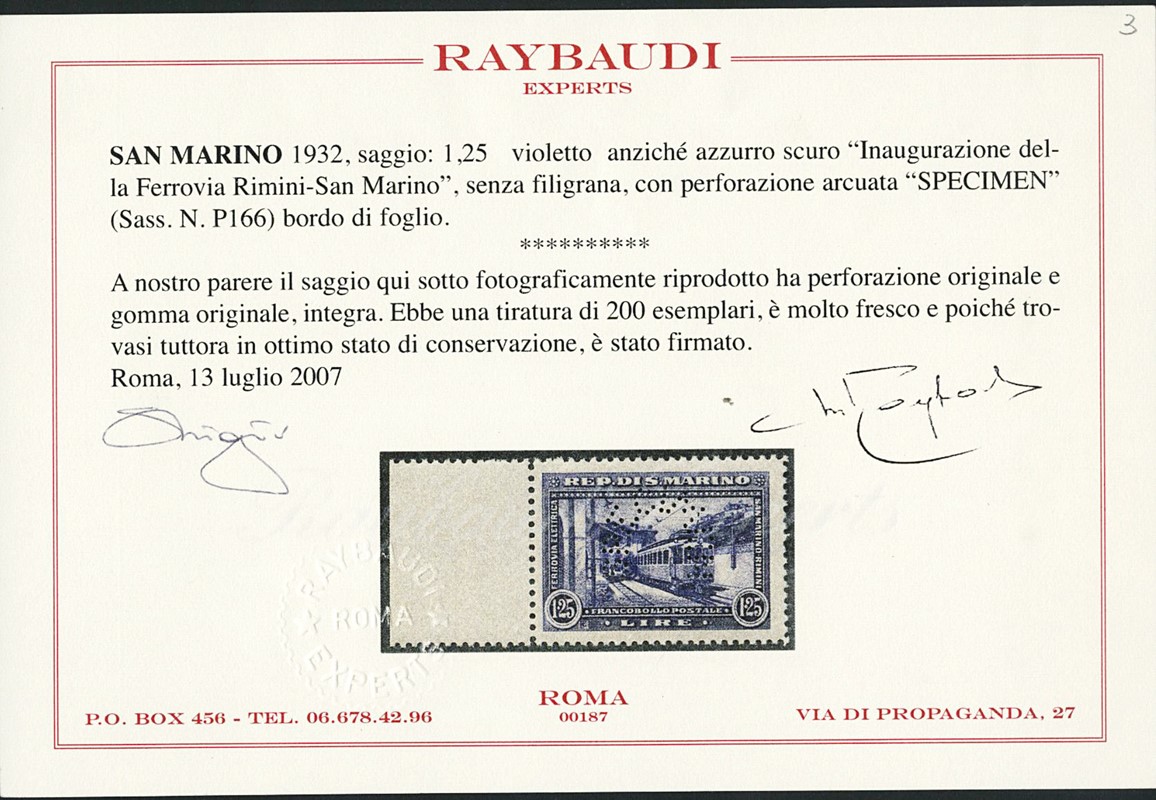 3
RAYBAUDI
EXPERTS
SAN MARINO 1932, saggio: 1,25 violetto anziché azzurro scuro “Inaugurazione del-
la Ferrovia Rimini-San Marino”, senza filigrana, con perforazione arcuata “SPECIMEN”
(Sass. N. P166) bordo di foglio.
**********
A nostro parere il saggio qui sotto fotograficamente riprodotto ha perforazione originale e
gomma originale, integra. Ebbe una tiratura di 200 esemplari, è molto fresco e poiché tro-
vasi tuttora in ottimo stato di conservazione, è stato firmato.
Roma, 13 luglio 2007
REP. DI S. MARINO
FERROVIA ELETTRICA
S. MARINO-RIMINI
1.25
FRANCOBOLLO POSTALE
1.25
LIRE
RAYBAUDI
ROMA
EXPERTS
ROMA
00187
P.O. BOX 456 - TEL. 06.678.42.96
VIA DI PROPAGANDA, 27